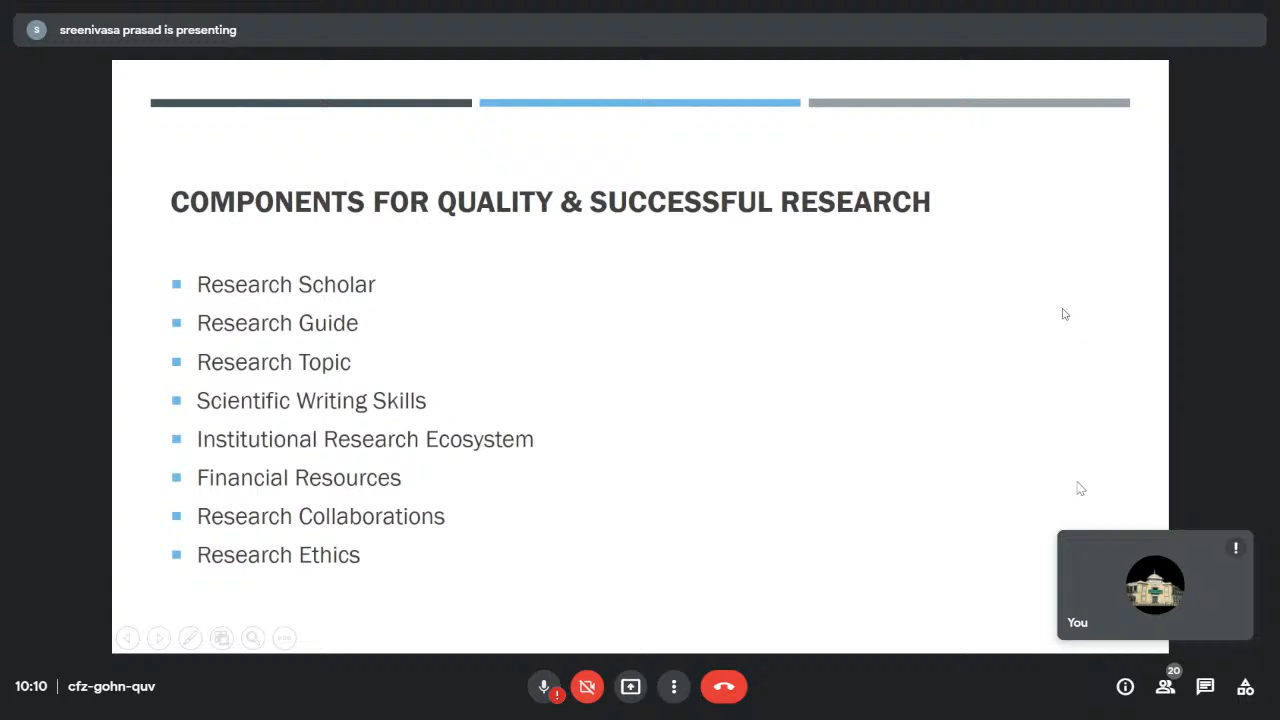 S sreenivasa prasad is presenting
COMPONENTS FOR QUALITY & SUCCESSFUL RESEARCH
Research Scholar
Research Guide
Research Topic
Scientific Writing Skills
Institutional Research Ecosystem
Financial Resources
Research Collaborations
Research Ethics
You
10:10 | cfz-gohn-quv
20